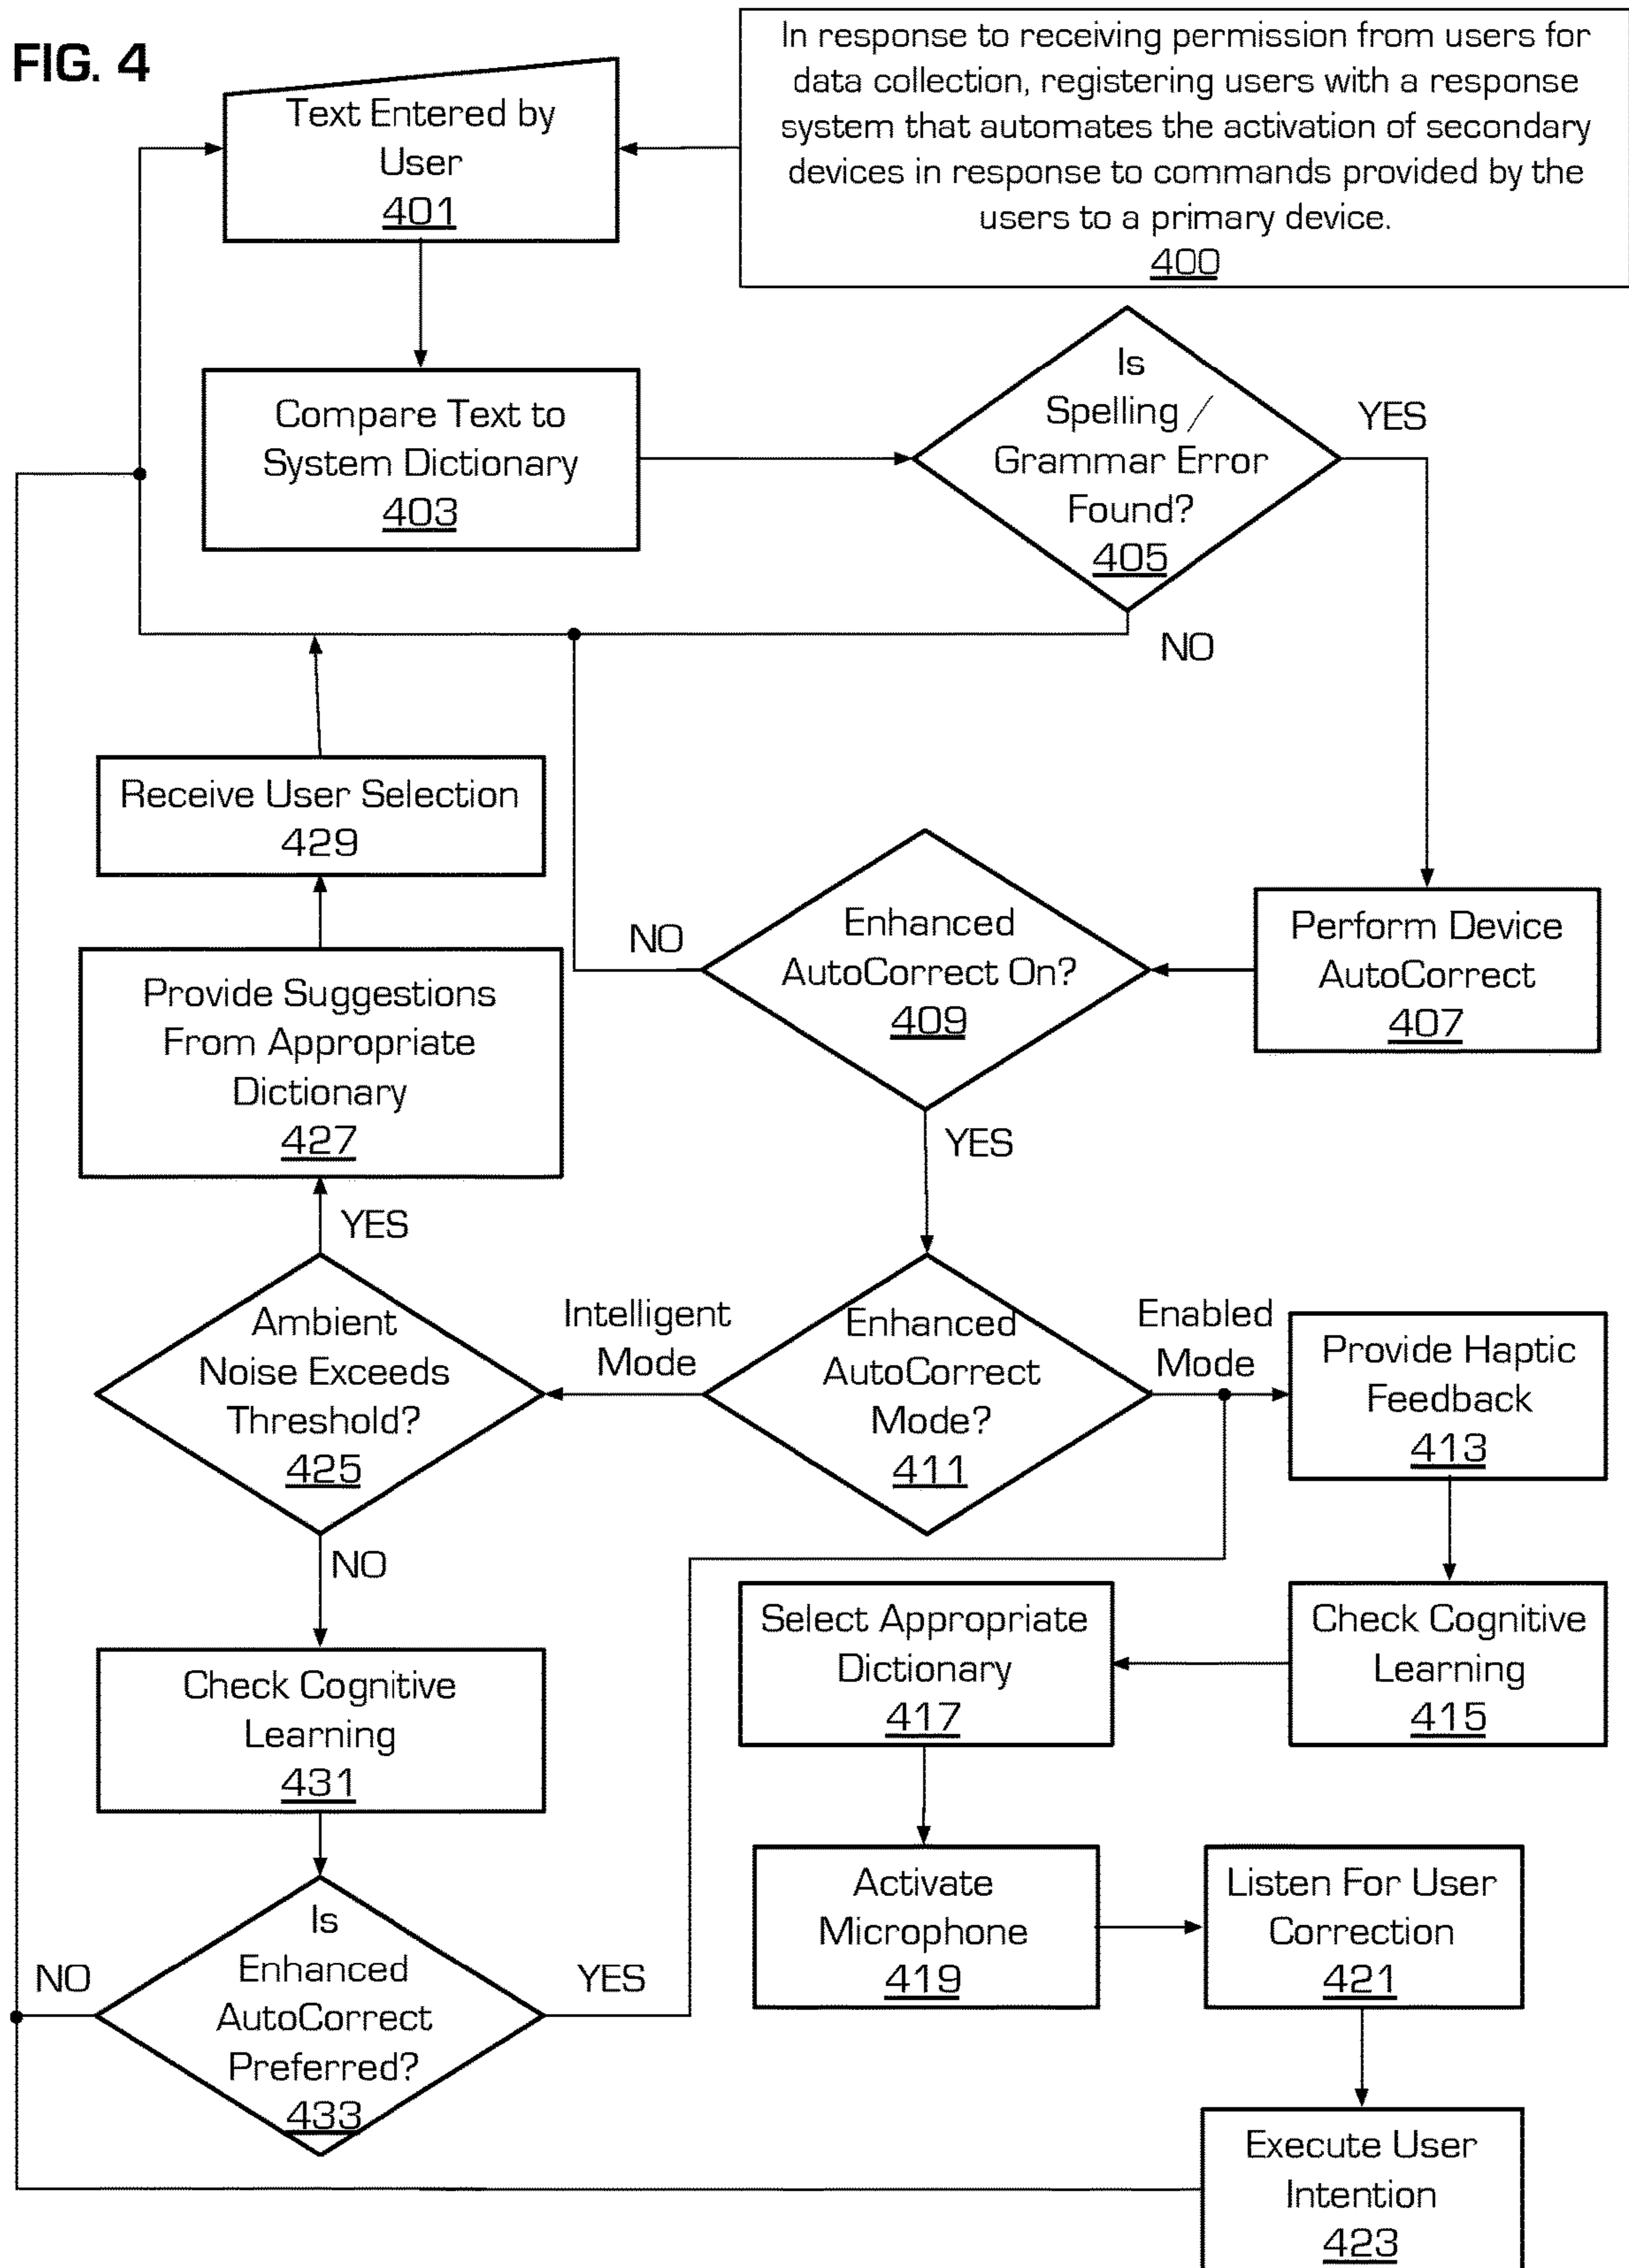 FIG. 4
In response to receiving permission from users for
data collection, registering users with a response
system that automates the activation of secondary
devices in response to commands provided by the
users to a primary device.
400
Text Entered by
User
401
Compare Text to
System Dictionary
403
Is
Spelling /
Grammar Error
Found?
405
YES
NO
Receive User Selection
429
Provide Suggestions
From Appropriate
Dictionary
427
NO
Enhanced
AutoCorrect On?
409
Perform Device
AutoCorrect
407
YES
YES
Ambient
Noise Exceeds
Threshold?
425
Intelligent
Mode
Enhanced
AutoCorrect
Mode?
411
Enabled
Mode
Provide Haptic
Feedback
413
NO
Check Cognitive
Learning
431
Select Appropriate
Dictionary
417
Check Cognitive
Learning
415
NO
Is
Enhanced
AutoCorrect
Preferred?
433
YES
Activate
Microphone
419
Listen For User
Correction
421
Execute User
Intention
423